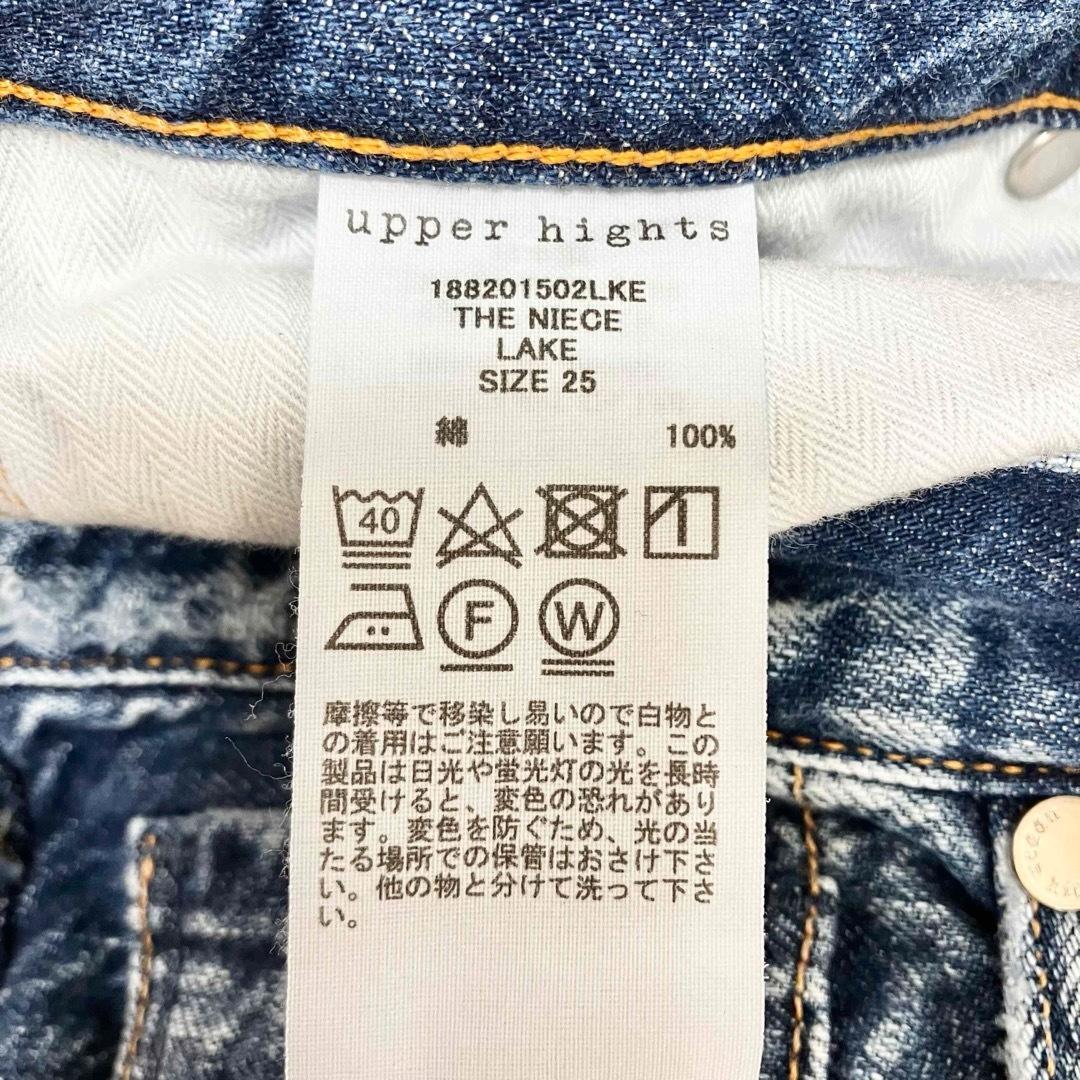 upper hights
188201502LKE
THE NIECE
LAKE
SIZE 25
綿 100%
40
F W
摩擦等で移染し易いので白物と
の着用はご注意願います。この
製品は日光や蛍光灯の光を長時
間受けると、変色の恐れがあり
ます。変色を防ぐため、光の当
たる場所での保管はおさけ下さ
い。他の物と分けて洗って下さ
い。